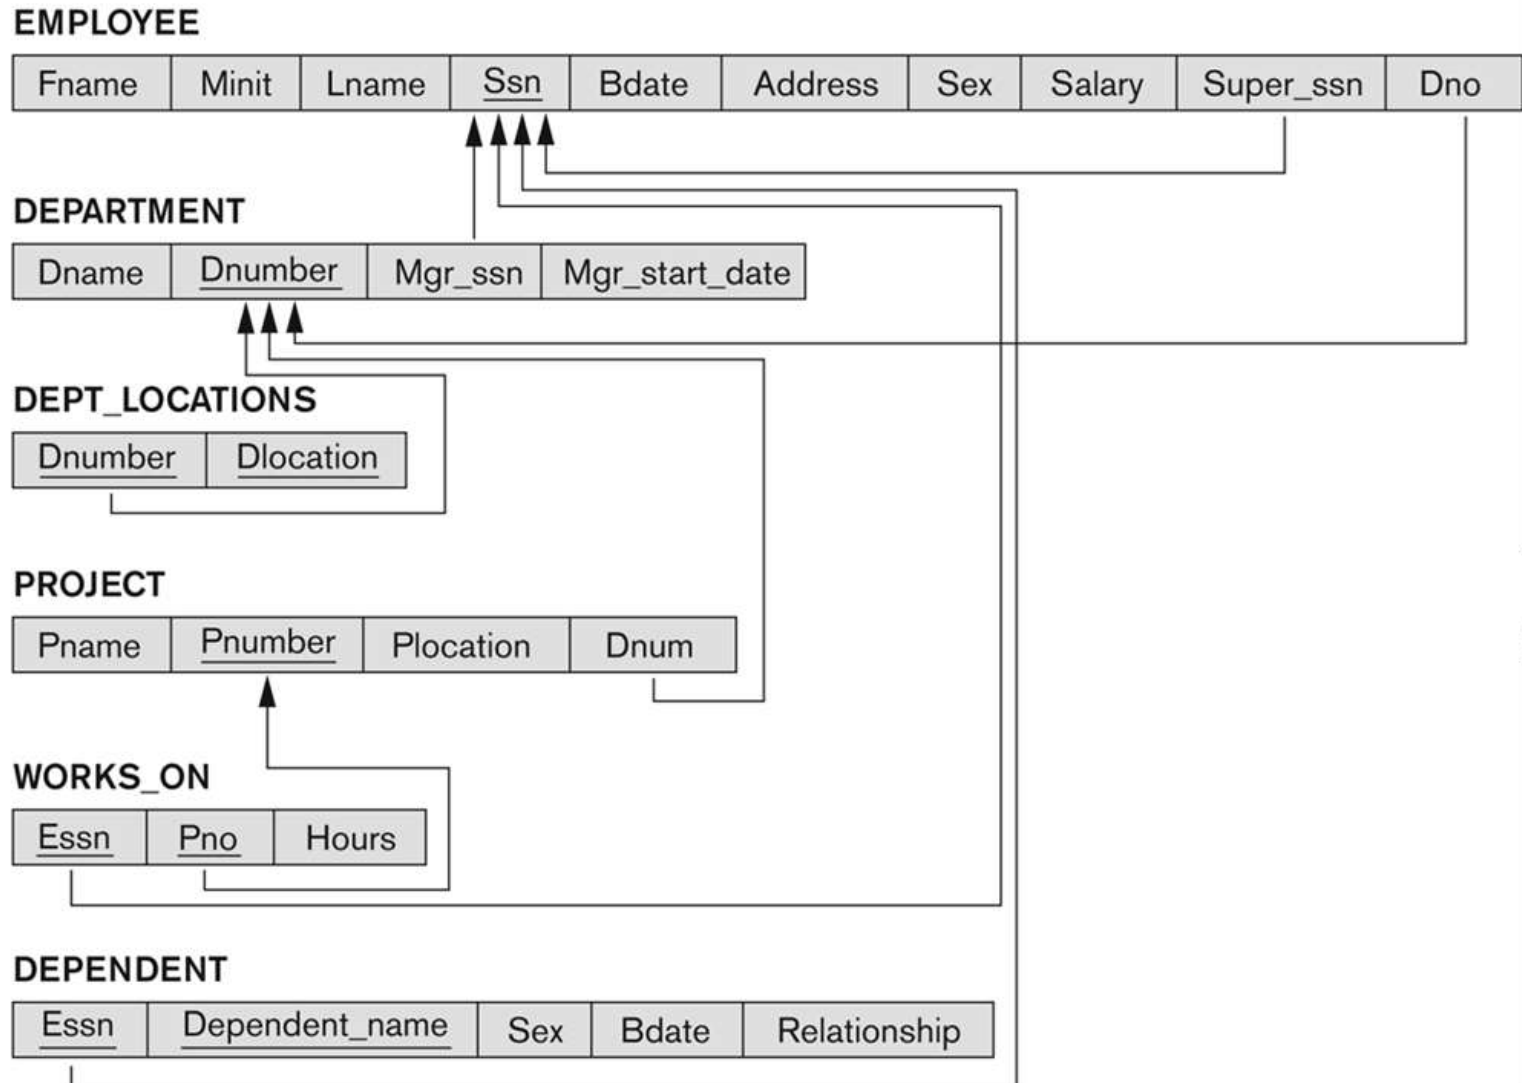 EMPLOYEE
Fname Minit Lname Ssn Bdate Address Sex Salary Super_ssn Dno
DEPARTMENT
Dname Dnumber Mgr_ssn Mgr_start_date
DEPT_LOCATIONS
Dnumber Dlocation
PROJECT
Pname Pnumber Plocation Dnum
WORKS_ON
Essn Pno Hours
DEPENDENT
Essn Dependent_name Sex Bdate Relationship